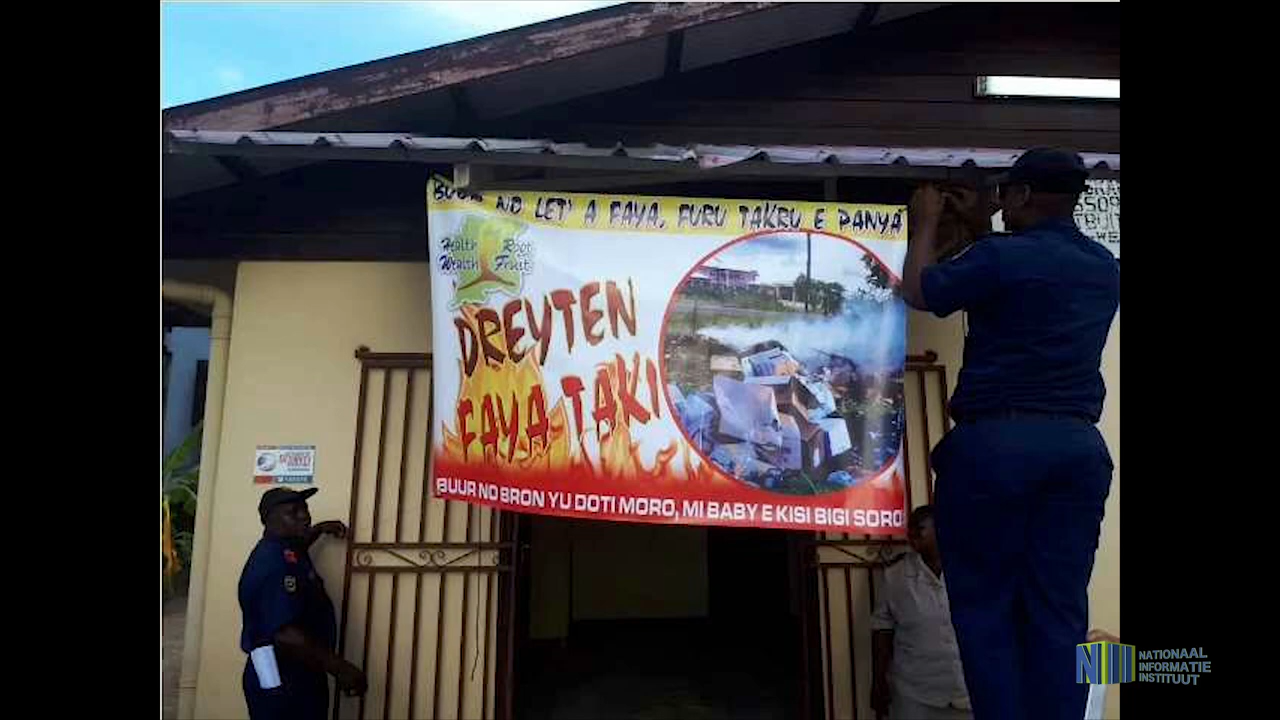 BUUR NO LET' A FAYA, FURU TAKRU E PANYA
Health Root
Wealth Fruit
DREYTEN
FAYA TAKI
BUUR NO BRON YU DOTI MORO, MI BABY E KISI BIGI SORO
NATIONAAL
INFORMATIE
INSTITUUT